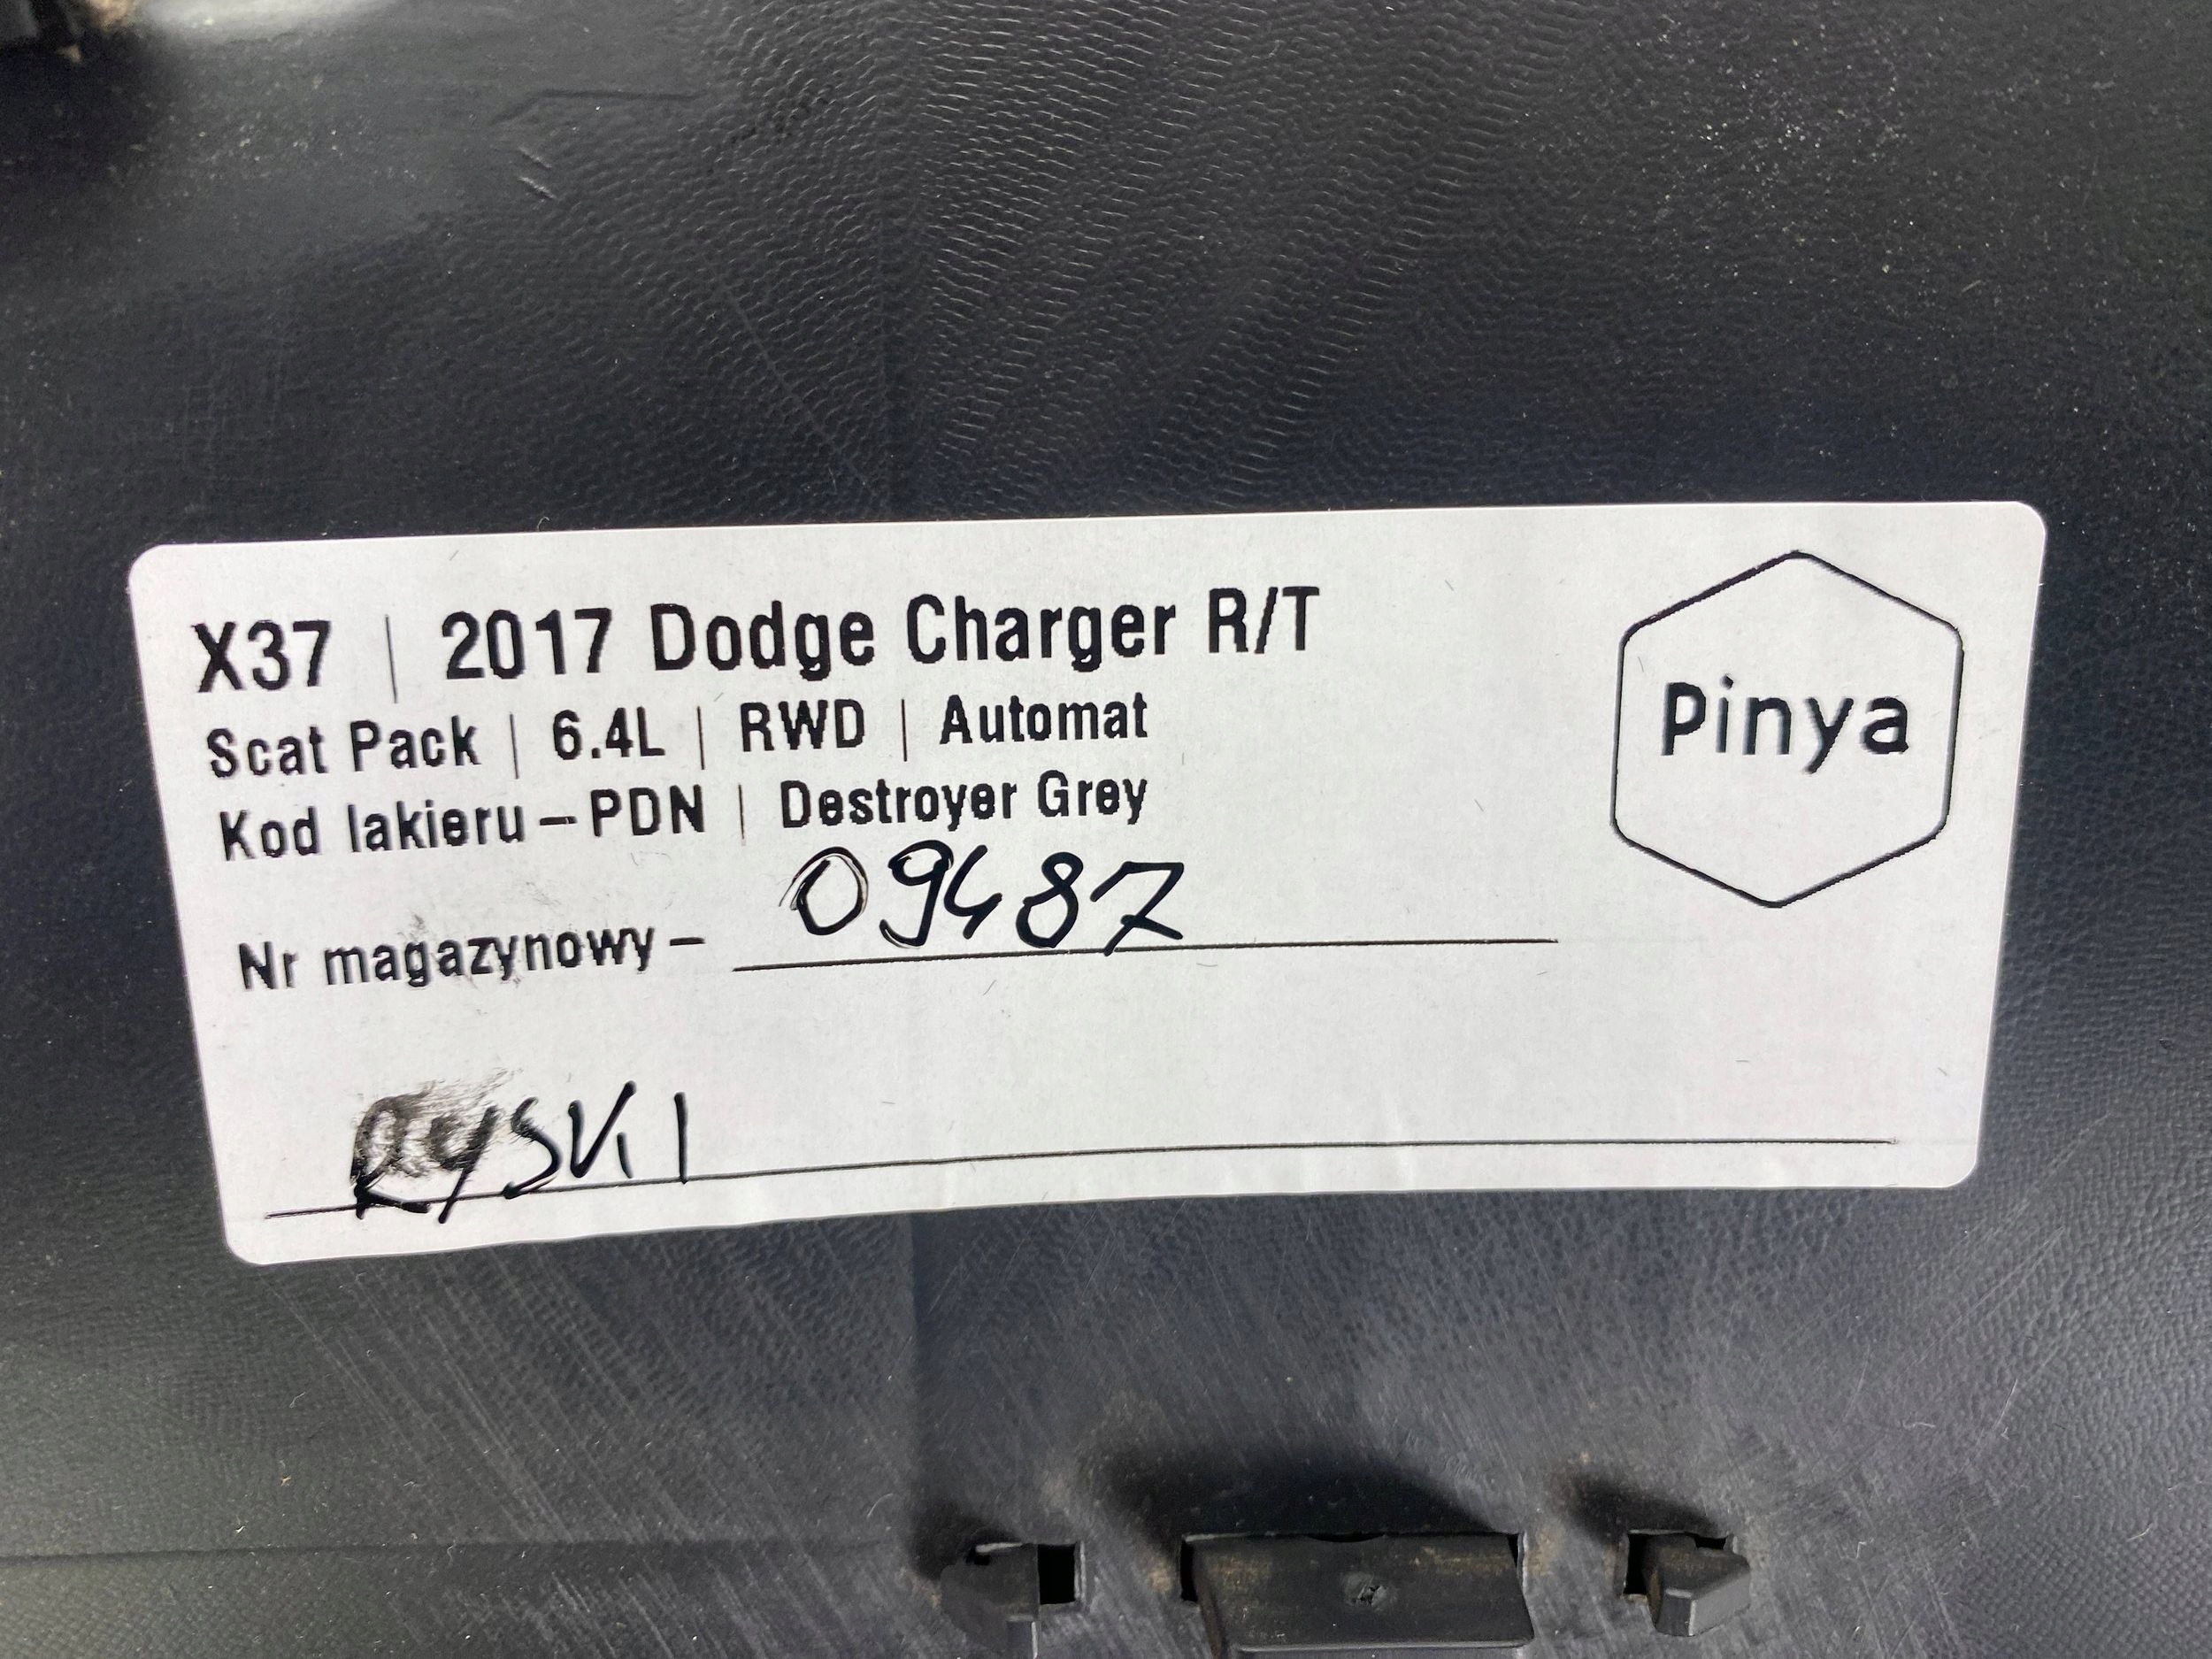 X37 | 2017 Dodge Charger R/T
Scat Pack | 6.4L | RWD | Automat
Kod lakieru – PDN | Destroyer Grey
Nr magazynowy – 09487
RYSKI
Pinya